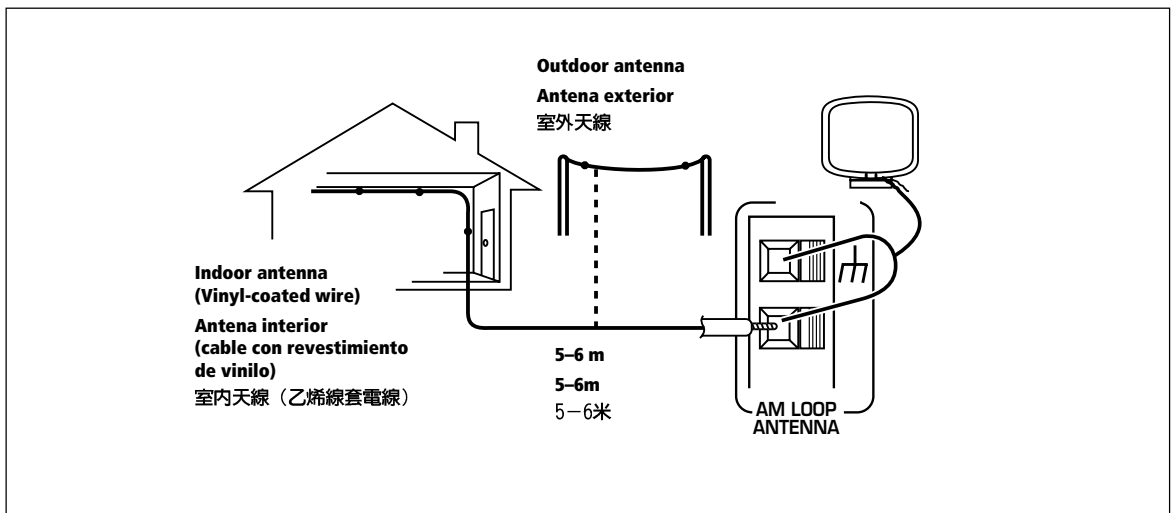 Outdoor antenna
Antena exterior
室外天線
Indoor antenna
(Vinyl-coated wire)
Antena interior
(cable con revestimiento
de vinilo)
室内天線（乙烯線套電線）
5–6 m
5–6m
5－6米
AM LOOP
ANTENNA